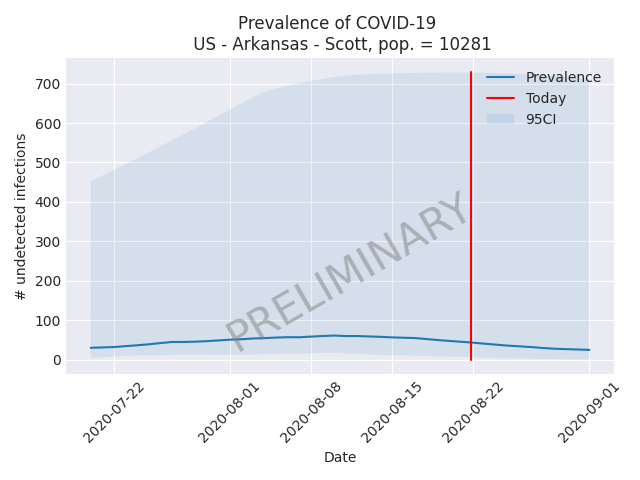 Prevalence of COVID-19
US - Arkansas - Scott, pop. = 10281
# undetected infections
700
600
500
400
300
200
100
0
Prevalence
Today
95CI
PRELIMINARY
2020-07-22
2020-08-01
2020-08-08
2020-08-15
2020-08-22
2020-09-01
Date